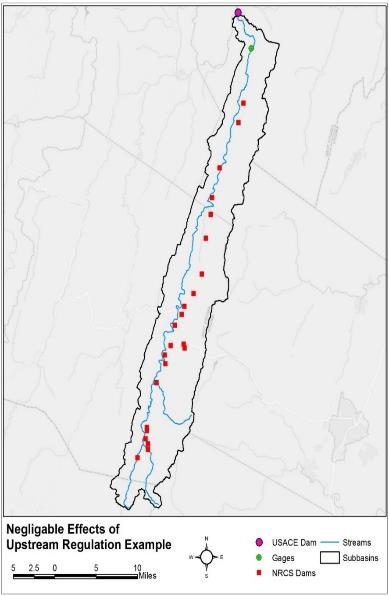 Negligable Effects of
Upstream Regulation Example
5 2.5 0 5 10
Miles
N
W E
S
USACE Dam
Gages
NRCS Dams
Streams
Subbasins